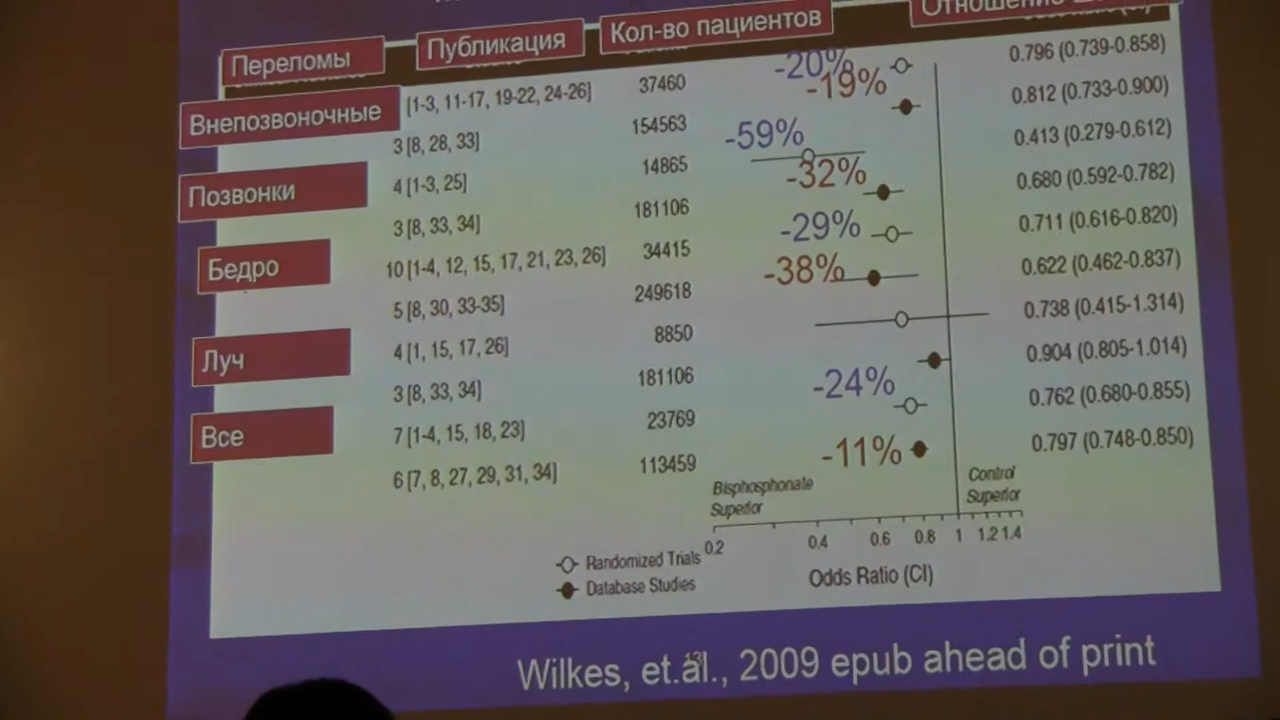 Переломы Публикация Кол-во пациентов Отношение
Внепозвоночные [1-3, 11-17, 19-22, 24-26] 37460 -20% 0.796 (0.739-0.858)
3 [8, 28, 33] 154563 -19% 0.812 (0.733-0.900)
Позвонки 4 [1-3, 25] 14865 -59% 0.413 (0.279-0.612)
3 [8, 33, 34] 181106 -32% 0.680 (0.592-0.782)
Бедро 10 [1-4, 12, 15, 17, 21, 23, 26] 34415 -29% 0.711 (0.616-0.820)
5 [8, 30, 33-35] 249618 -38% 0.622 (0.462-0.837)
Луч 4 [1, 15, 17, 26] 8850 0.738 (0.415-1.314)
3 [8, 33, 34] 181106 0.904 (0.805-1.014)
Все 7 [1-4, 15, 18, 23] 23769 -24% 0.762 (0.680-0.855)
6 [7, 8, 27, 29, 31, 34] 113459 -11% 0.797 (0.748-0.850)
Bisphosphonate Control
Superior Superior
0.2 0.4 0.6 0.8 1 1.2 1.4
Randomized Trials
Database Studies
Odds Ratio (CI)
Wilkes, et.al., 2009 epub ahead of print